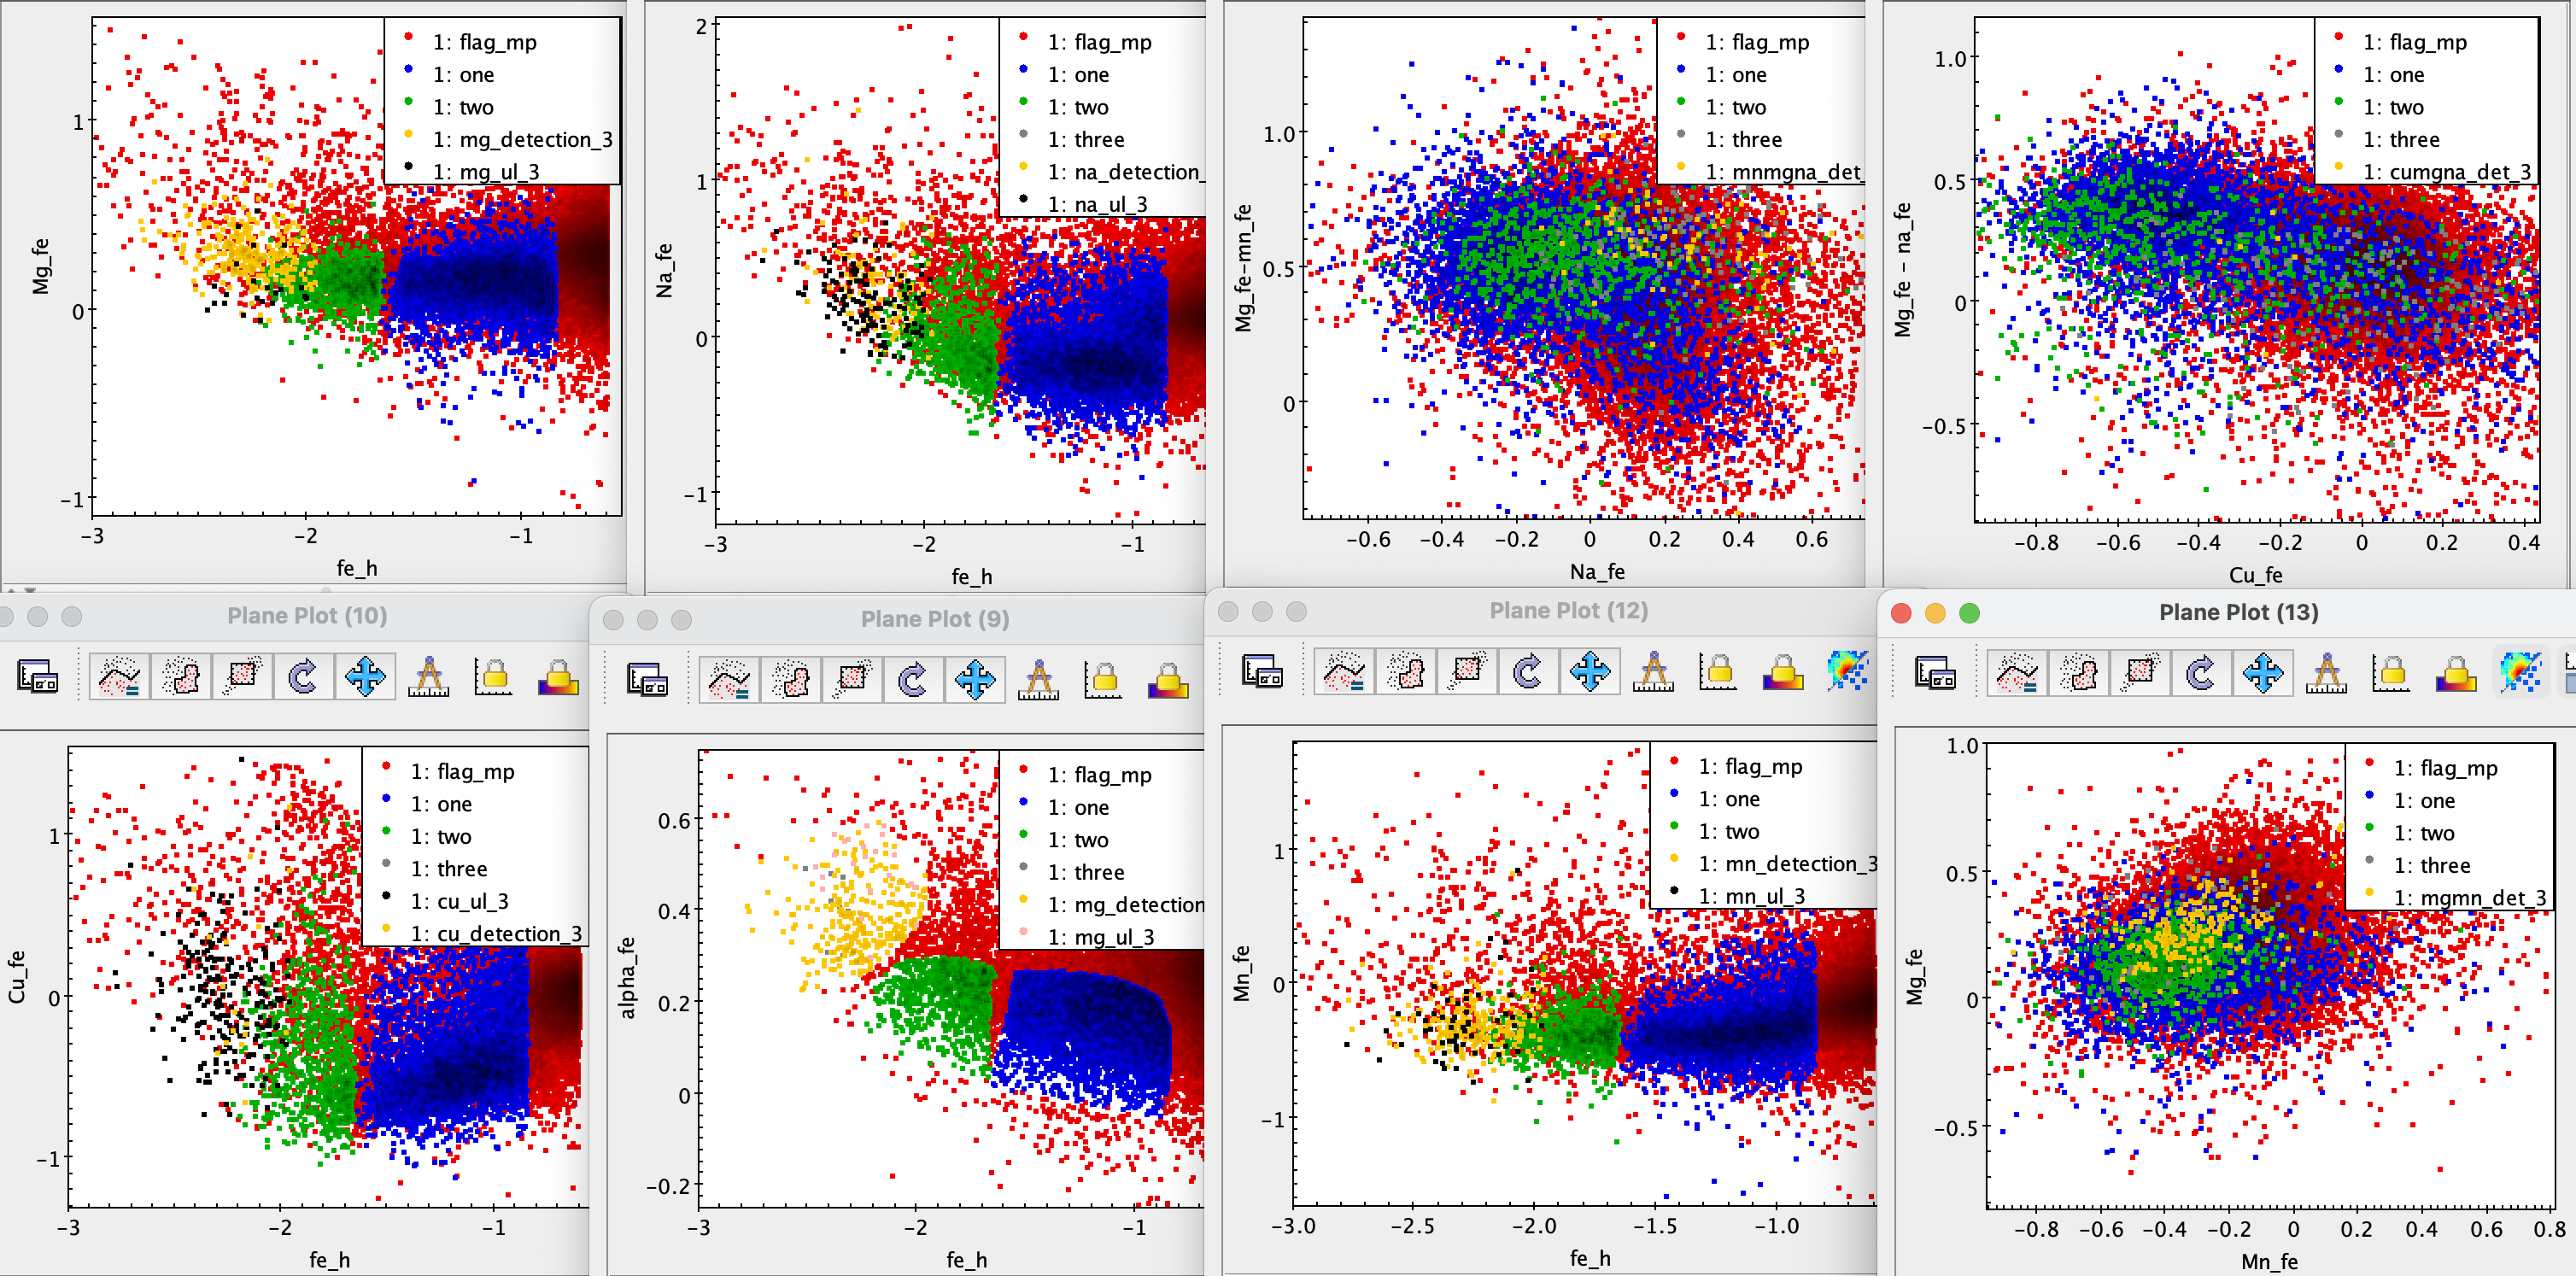 1: flag_mp
1: one
1: two
1: mg_detection_3
1: mg_ul_3
1
0
−1
Mg_fe
−3
−2
−1
fe_h
1: flag_mp
1: one
1: two
1: three
1: na_detection_
1: na_ul_3
2
1
0
−1
Na_fe
−3
−2
−1
fe_h
1: flag_mp
1: one
1: two
1: three
1: mnmgna_det_
1.0
0.5
0
Mg_fe−mn_fe
−0.6
−0.4
−0.2
0
0.2
0.4
0.6
Na_fe
1: flag_mp
1: one
1: two
1: three
1: cumgna_det_3
1.0
0.5
0
−0.5
Mg_fe − na_fe
−0.8
−0.6
−0.4
−0.2
0
0.2
0.4
Cu_fe
Plane Plot (10)
1: flag_mp
1: one
1: two
1: three
1: cu_ul_3
1: cu_detection_3
1
0
−1
Cu_fe
−3
−2
−1
fe_h
Plane Plot (9)
1: flag_mp
1: one
1: two
1: three
1: mg_detection
1: mg_ul_3
0.6
0.4
0.2
0
−0.2
alpha_fe
−3
−2
−1
fe_h
Plane Plot (12)
1: flag_mp
1: one
1: two
1: mn_detection_3
1: mn_ul_3
1
0
−1
Mn_fe
−3.0
−2.5
−2.0
−1.5
−1.0
fe_h
Plane Plot (13)
1: flag_mp
1: one
1: two
1: three
1: mgmn_det_3
1.0
0.5
0
−0.5
Mg_fe
−0.8
−0.6
−0.4
−0.2
0
0.2
0.4
0.6
0.8
Mn_fe